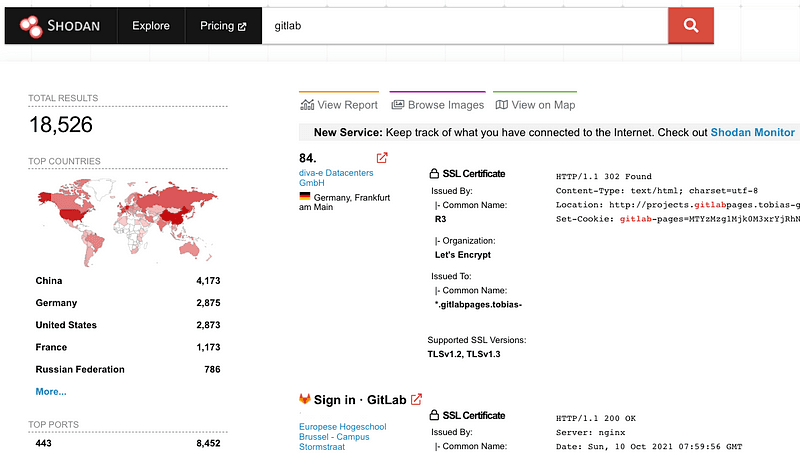 SHODAN Explore Pricing gitlab
TOTAL RESULTS
18,526
TOP COUNTRIES
China 4,173
Germany 2,875
United States 2,873
France 1,173
Russian Federation 786
More...
TOP PORTS
443 8,452
View Report Browse Images View on Map
New Service: Keep track of what you have connected to the Internet. Check out Shodan Monitor
84.
diva-e Datacenters
GmbH
Germany, Frankfurt
am Main
SSL Certificate
Issued By:
|- Common Name:
R3
|- Organization:
Let's Encrypt
Issued To:
|- Common Name:
*.gitlabpages.tobias-
Supported SSL Versions:
TLSv1.2, TLSv1.3
HTTP/1.1 302 Found
Content-Type: text/html; charset=utf-8
Location: http://projects.gitlabpages.tobias-g
Set-Cookie: gitlab-pages=MTYzMzg1Mjk0M3xrYjRhN
Sign in · GitLab
Europese Hogeschool
Brussel - Campus
Stormstraat
SSL Certificate
Issued By:
|- Common Name:
HTTP/1.1 200 OK
Server: nginx
Date: Sun, 10 Oct 2021 07:59:56 GMT